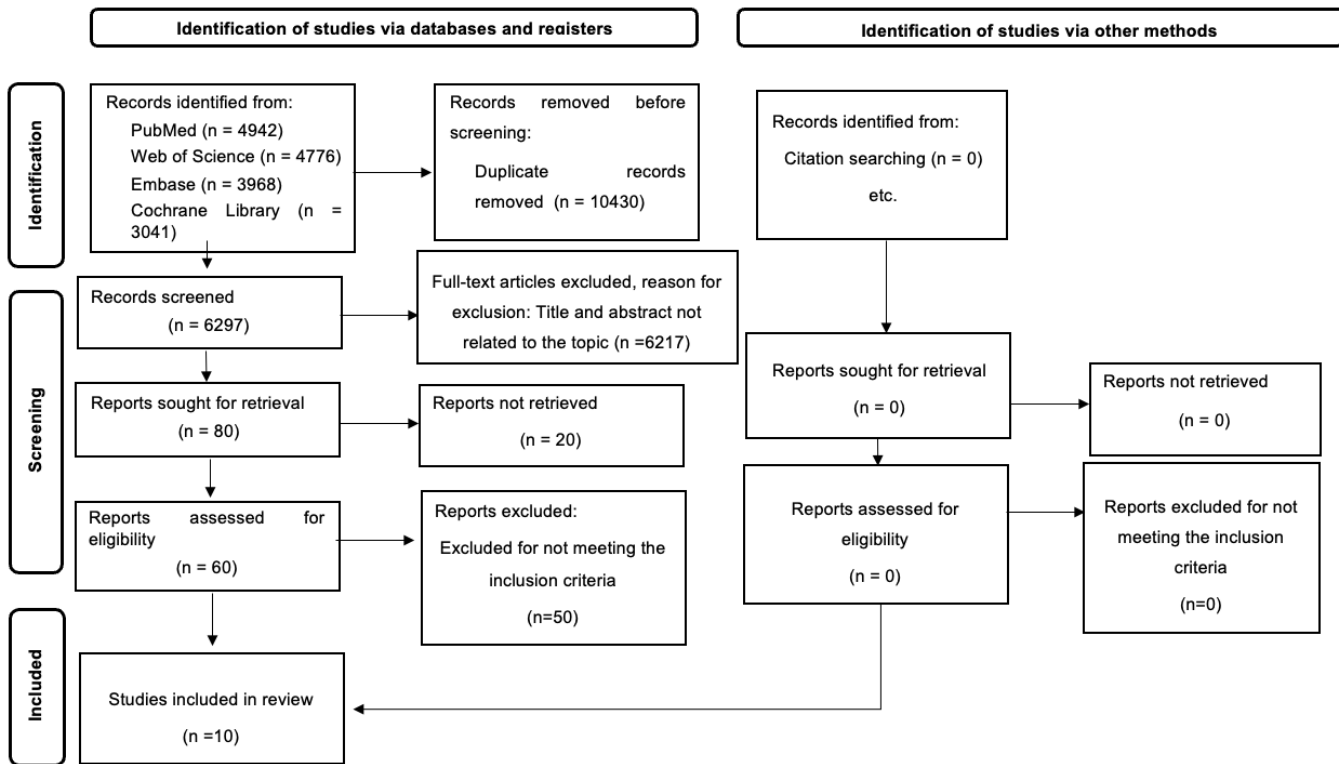 Identification of studies via databases and registers
Identification of studies via other methods
Identification
Records identified from:
PubMed (n = 4942)
Web of Science (n = 4776)
Embase (n = 3968)
Cochrane Library (n =
3041)
Records removed before
screening:
Duplicate records
removed (n = 10430)
Records identified from:
Citation searching (n = 0)
etc.
Screening
Records screened
(n = 6297)
Full-text articles excluded, reason for
exclusion: Title and abstract not
related to the topic (n =6217)
Reports sought for retrieval
(n = 80)
Reports not retrieved
(n = 20)
Reports sought for retrieval
(n = 0)
Reports not retrieved
(n = 0)
Reports assessed for
eligibility
(n = 60)
Reports excluded:
Excluded for not meeting the
inclusion criteria
(n=50)
Reports assessed for
eligibility
(n = 0)
Reports excluded for not
meeting the inclusion
criteria
(n=0)
Included
Studies included in review
(n =10)